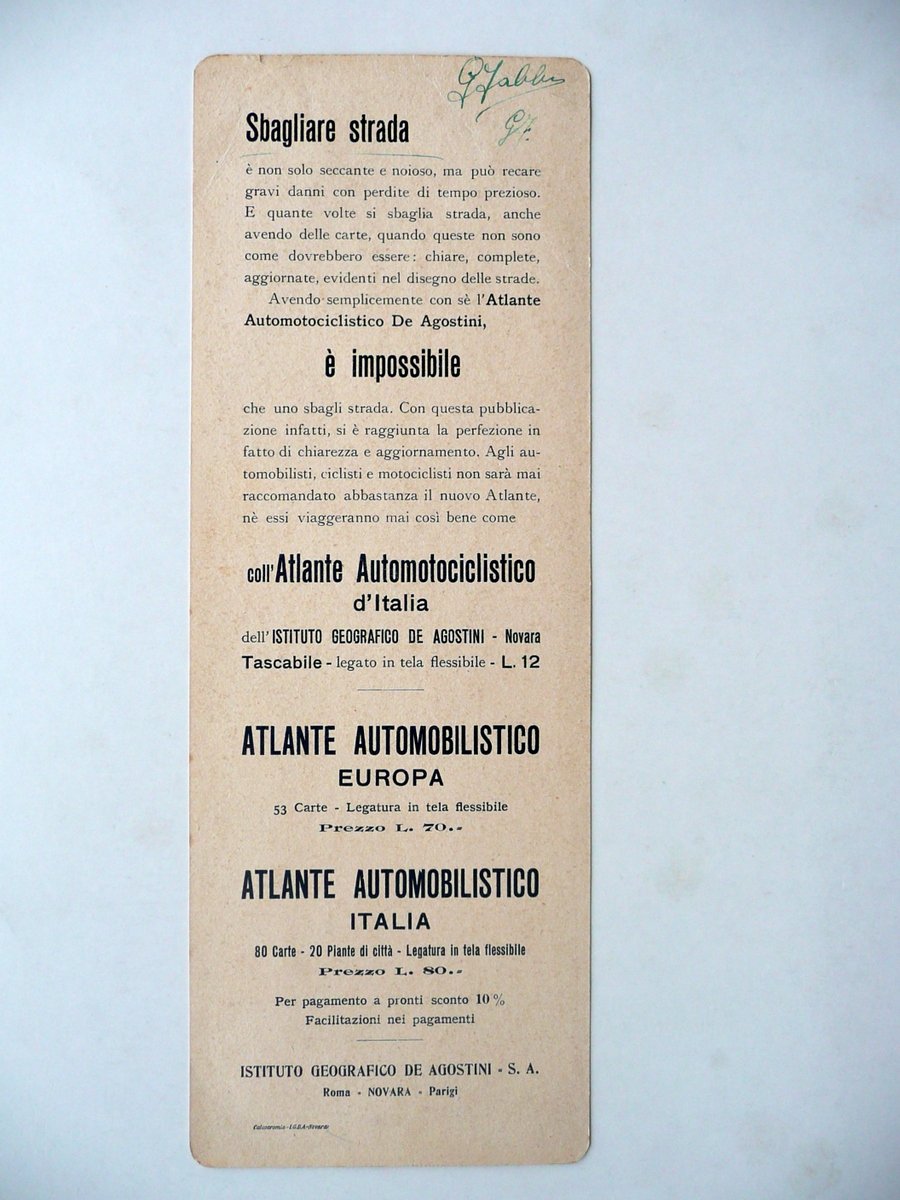 G Fabbri
G F.
Sbagliare strada
è non solo seccante e noioso, ma può recare
gravi danni con perdite di tempo prezioso.
E quante volte si sbaglia strada, anche
avendo delle carte, quando queste non sono
come dovrebbero essere: chiare, complete,
aggiornate, evidenti nel disegno delle strade.
Avendo semplicemente con sè l'Atlante
Automotociclistico De Agostini,
è impossibile
che uno sbagli strada. Con questa pubblica-
zione infatti, si è raggiunta la perfezione in
fatto di chiarezza e aggiornamento. Agli au-
tomobilisti, ciclisti e motociclisti non sarà mai
raccomandato abbastanza il nuovo Atlante,
nè essi viaggeranno mai così bene come
coll'Atlante Automotociclistico
d'Italia
dell'ISTITUTO GEOGRAFICO DE AGOSTINI - Novara
Tascabile - legato in tela flessibile - L. 12
ATLANTE AUTOMOBILISTICO
EUROPA
53 Carte - Legatura in tela flessibile
Prezzo L. 70.-
ATLANTE AUTOMOBILISTICO
ITALIA
80 Carte - 20 Piante di città - Legatura in tela flessibile
Prezzo L. 80.-
Per pagamento a pronti sconto 10 %
Facilitazioni nei pagamenti
ISTITUTO GEOGRAFICO DE AGOSTINI - S. A.
Roma - NOVARA - Parigi
Calcocromia-I.G.D.A-Novara